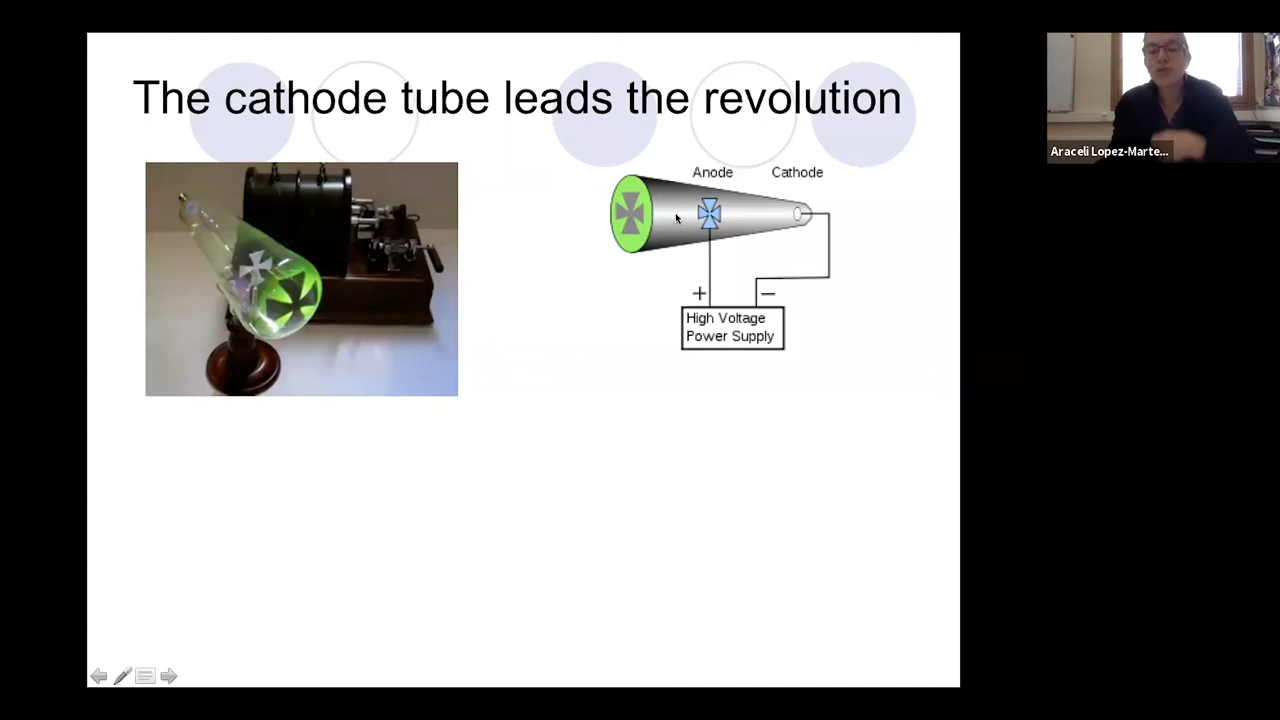 The cathode tube leads the revolution
Anode
Cathode
+
−
High Voltage
Power Supply
Araceli Lopez-Marte...